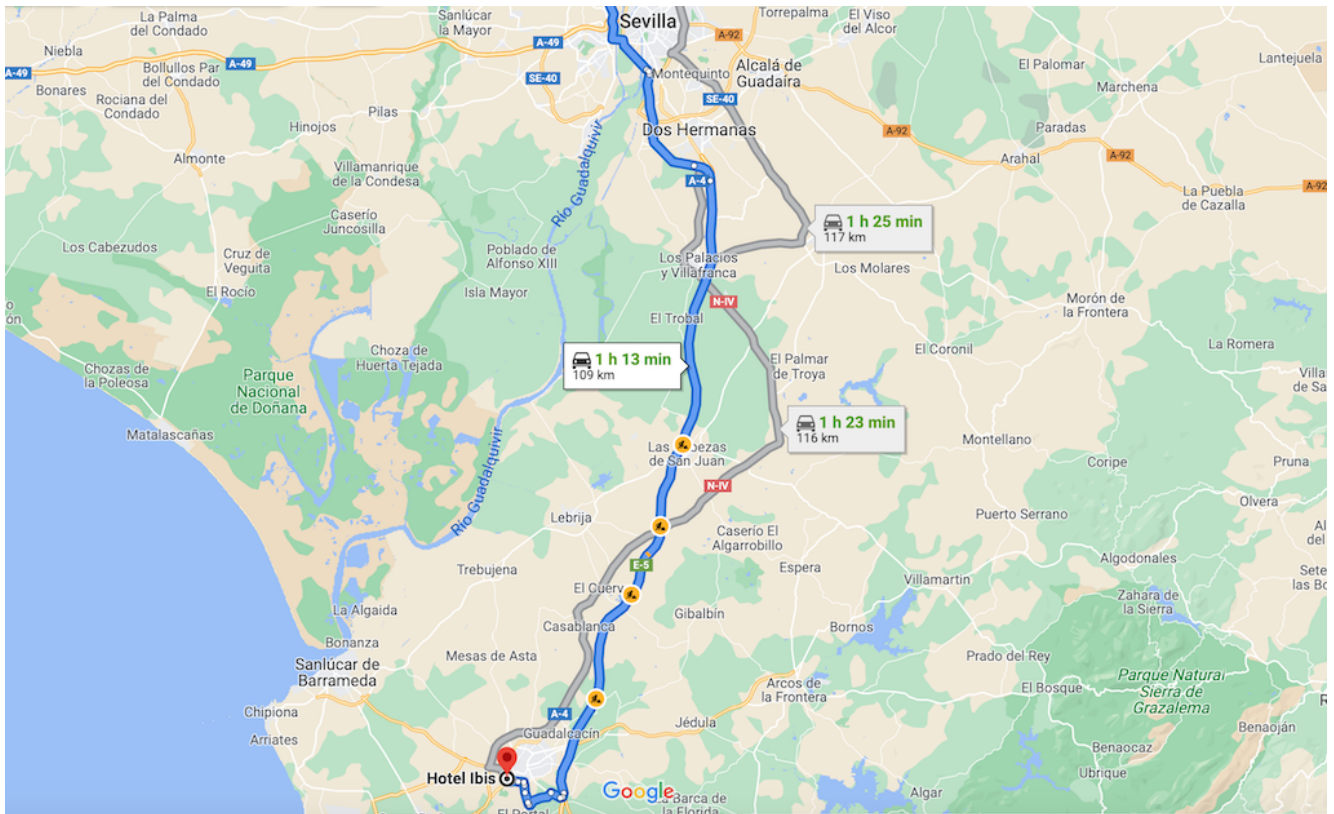 La Palma
del Condado
Sanlúcar
la Mayor
Sevilla
Torrepalma
El Viso
del Alcor
A-92
Niebla
A-49
A-49
A-49
Bollullos Par
del Condado
SE-40
Montequinto
Alcalá de
Guadaíra
El Palomar
Lantejuela
Bonares
Rociana del
Condado
Pilas
SE-40
Marchena
Hinojos
Dos Hermanas
A-92
Paradas
Almonte
Villamanrique
de la Condesa
A-4
Arahal
A-92
A-92
La Puebla
de Cazalla
Río Guadalquivir
Caserío
Juncosilla
1 h 25 min
117 km
Los Cabezudos
Cruz de
Veguita
Poblado de
Alfonso XIII
Los Palacios
y Villafranca
Los Molares
El Rocío
Isla Mayor
N-IV
Morón de
la Frontera
El Trobal
Choza de
Huerta Tejada
1 h 13 min
109 km
El Palmar
de Troya
El Coronil
La Romera
Chozas de
la Poleosa
Parque
Nacional
de Doñana
Matalascañas
1 h 23 min
116 km
Montellano
de San Juan
Coripe
Pruna
Río Guadalquivir
N-IV
Olvera
Lebrija
Puerto Serrano
Caserío El
Algarrobillo
Algodonales
Trebujena
E-5
Espera
Villamartin
Zahara de
la Sierra
La Algaida
Gibalbín
Casablanca
Bornos
Bonanza
Mesas de Asta
Prado del Rey
Sanlúcar de
Barrameda
Arcos de
la Frontera
El Bosque
Parque Natural
Sierra de
Grazalema
Chipiona
A-4
Jédula
Arriates
Guadalcacín
Benaoján
Benaocaz
Hotel Ibis
Ubrique
Google
Algar
El Portal
Barca de
la Florida